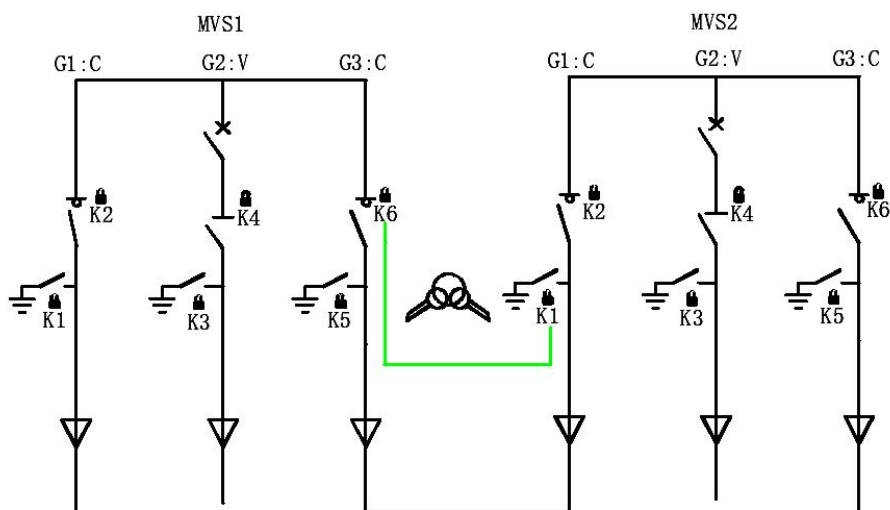 MVS1 MVS2
G1:C G2:V G3:C G1:C G2:V G3:C
K2 K4 K6 K2 K4 K6
K1 K3 K5 K1 K3 K5